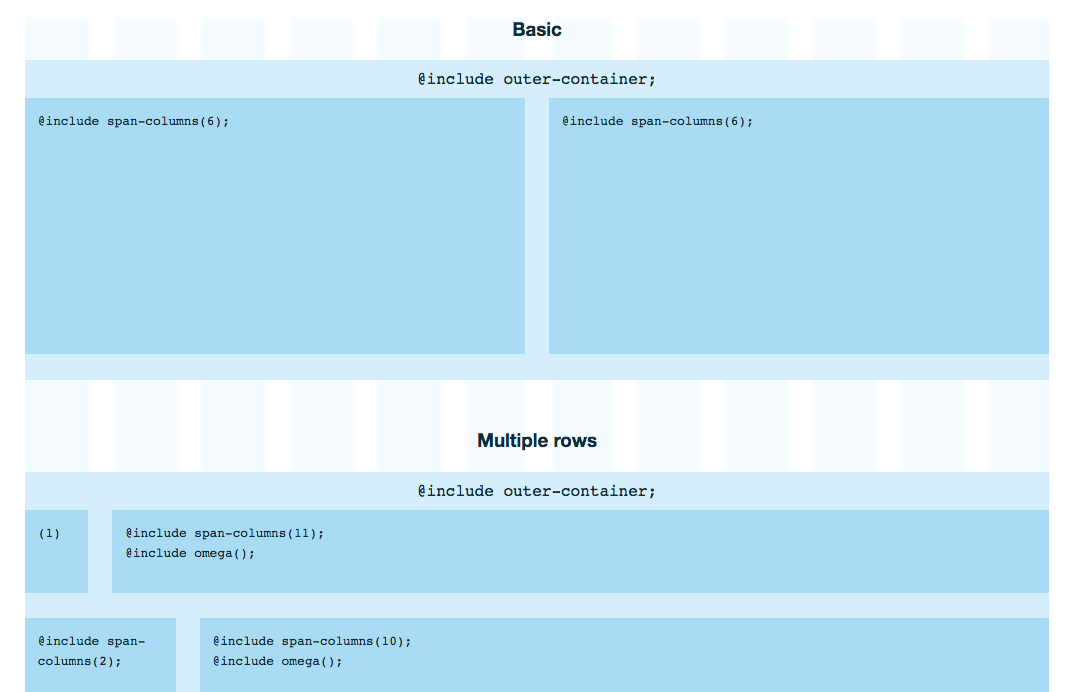 Basic
@include outer-container;
@include span-columns(6);
@include span-columns(6);
Multiple rows
@include outer-container;
(1)
@include span-columns(11);
@include omega();
@include span-
columns(2);
@include span-columns(10);
@include omega();